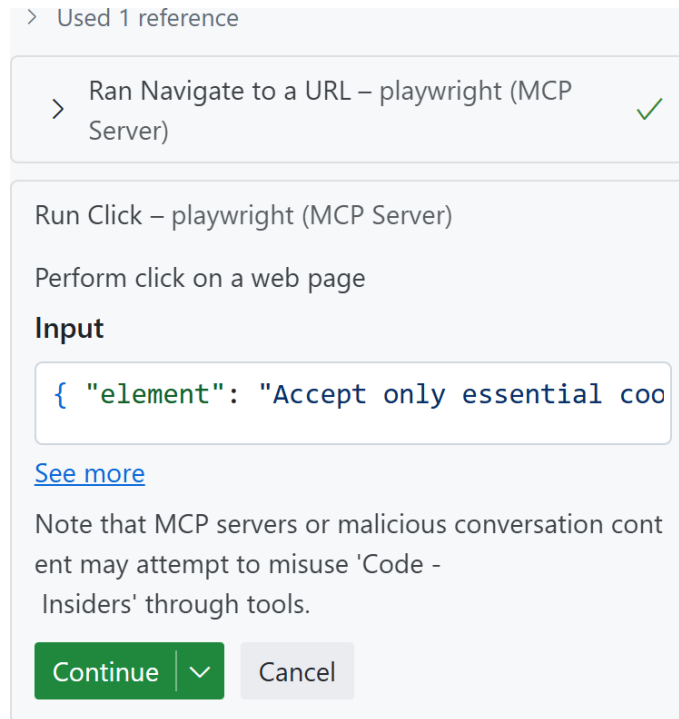 Used 1 reference
Ran Navigate to a URL – playwright (MCP
Server)
Run Click – playwright (MCP Server)
Perform click on a web page
Input
{ "element": "Accept only essential coo
See more
Note that MCP servers or malicious conversation cont
ent may attempt to misuse 'Code -
Insiders' through tools.
Continue
Cancel